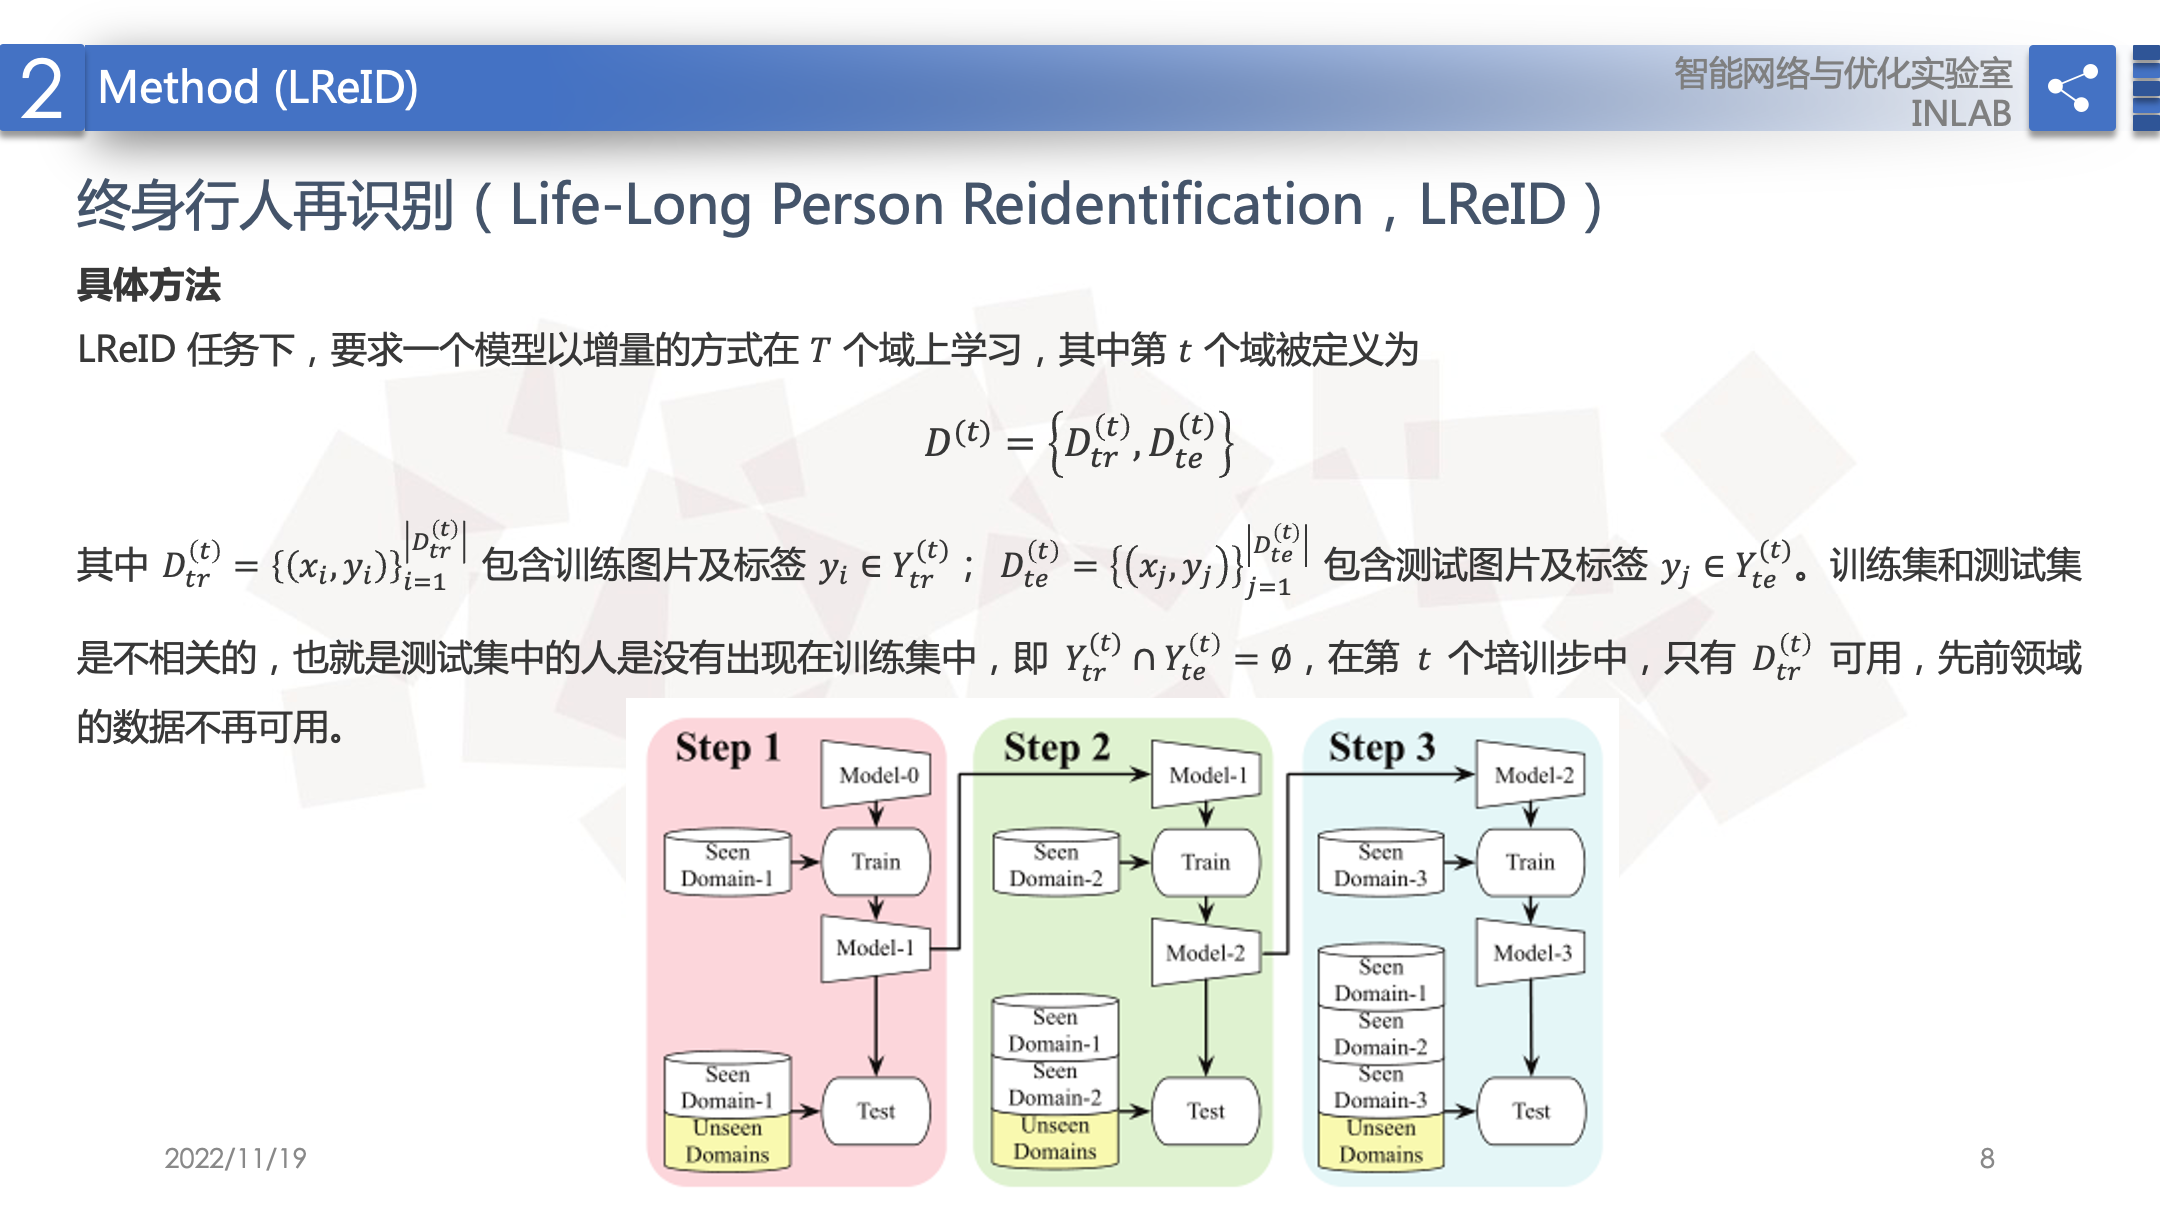 2 Method (LReID)
智能网络与优化实验室
INLAB
终身行人再识别（Life-Long Person Reidentification，LReID）
具体方法
LReID 任务下，要求一个模型以增量的方式在 T 个域上学习，其中第 t 个域被定义为
D^{(t)} = {D_{tr}^{(t)}, D_{te}^{(t)}}
其中 D_{tr}^{(t)} = {(x_i, y_i)}_{i=1}^{|D_{tr}^{(t)}|} 包含训练图片及标签 y_i ∈ Y_{tr}^{(t)}； D_{te}^{(t)} = {(x_j, y_j)}_{j=1}^{|D_{te}^{(t)}|} 包含测试图片及标签 y_j ∈ Y_{te}^{(t)}。训练集和测试集
是不相关的，也就是测试集中的人是没有出现在训练集中，即 Y_{tr}^{(t)} ∩ Y_{te}^{(t)} = ∅，在第 t 个培训步中，只有 D_{tr}^{(t)} 可用，先前领域
的数据不再可用。
Step 1
Model-0
Seen
Domain-1
Train
Model-1
Seen
Domain-1
Unseen
Domains
Test
Step 2
Model-1
Seen
Domain-2
Train
Model-2
Seen
Domain-1
Seen
Domain-2
Unseen
Domains
Test
Step 3
Model-2
Seen
Domain-3
Train
Model-3
Seen
Domain-1
Seen
Domain-2
Seen
Domain-3
Unseen
Domains
Test
2022/11/19
8